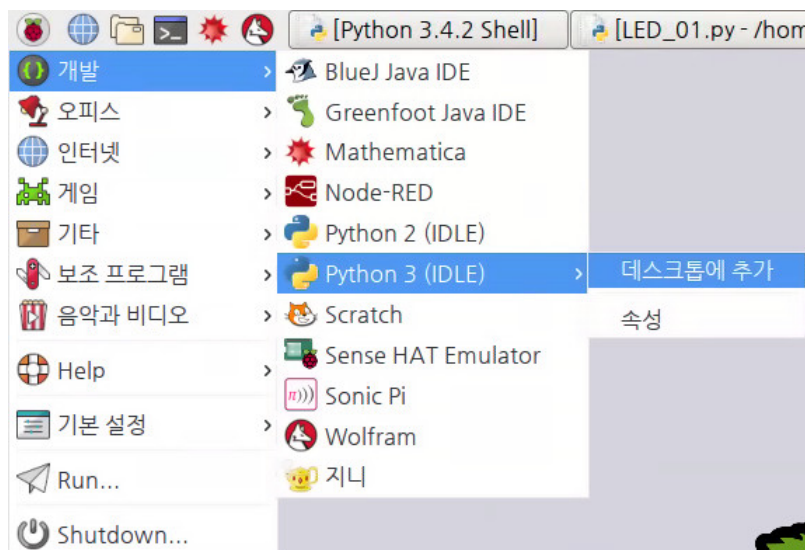 [Python 3.4.2 Shell]
[LED_01.py - /hom
개발
오피스
인터넷
게임
기타
보조 프로그램
음악과 비디오
Help
기본 설정
Run...
Shutdown...
BlueJ Java IDE
Greenfoot Java IDE
Mathematica
Node-RED
Python 2 (IDLE)
Python 3 (IDLE)
Scratch
Sense HAT Emulator
Sonic Pi
Wolfram
지니
데스크톱에 추가
속성